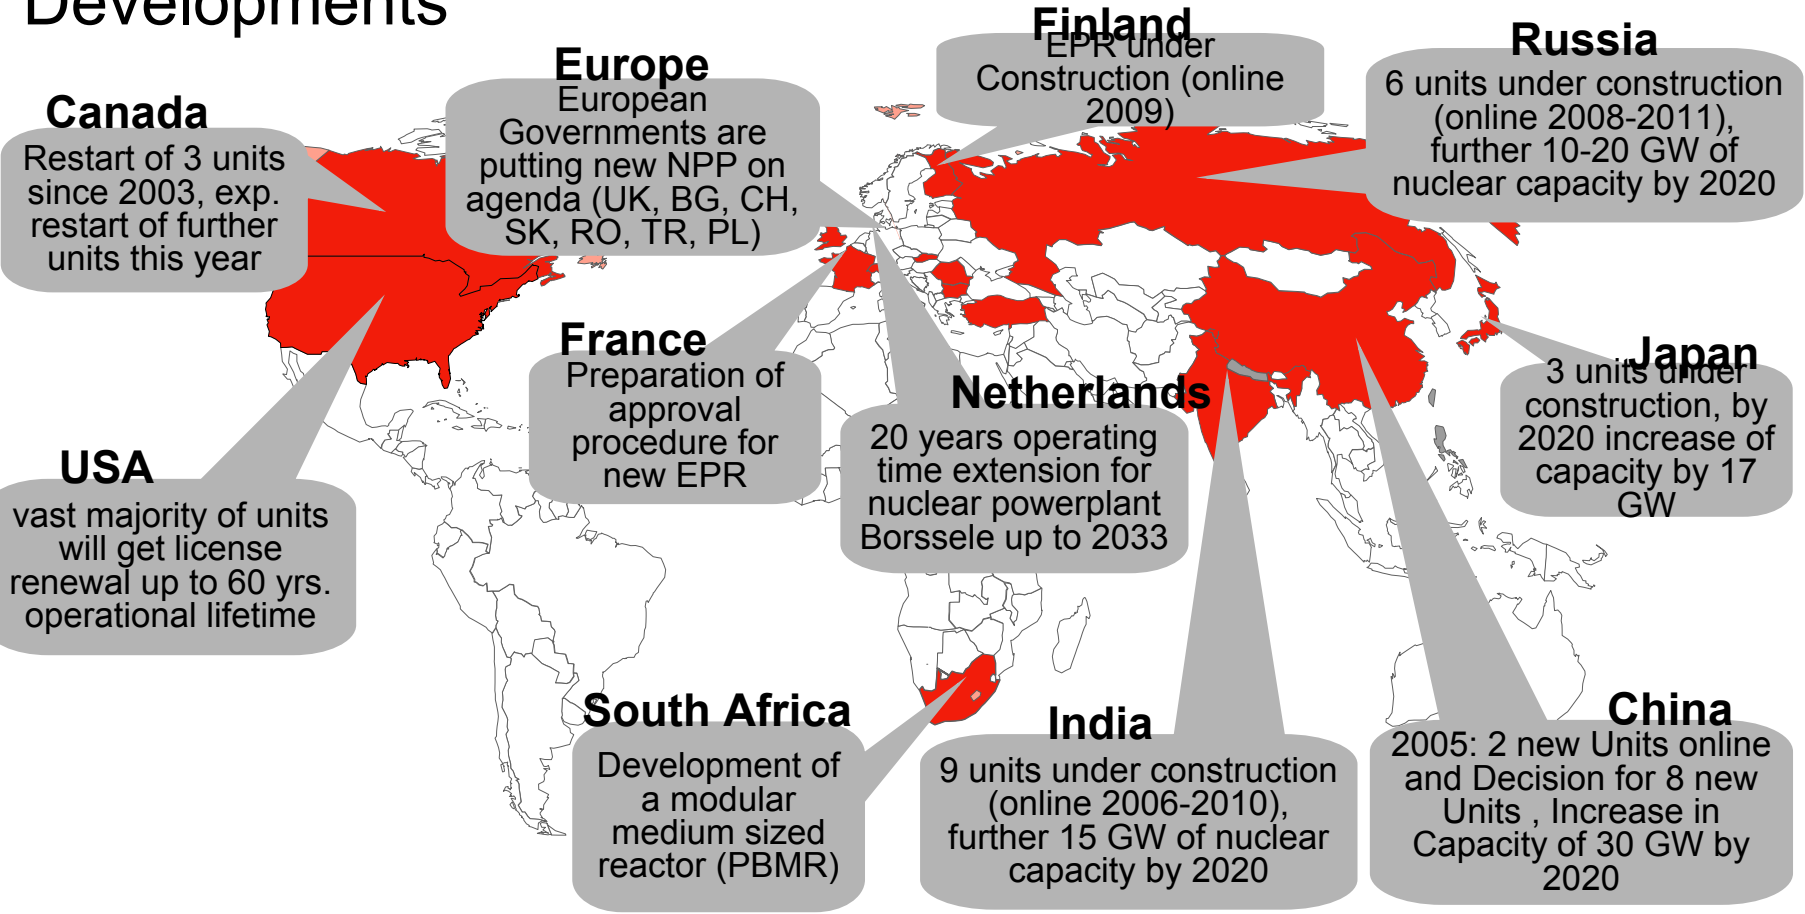 Developments
Canada
Restart of 3 units
since 2003, exp.
restart of further
units this year
Europe
European
Governments are
putting new NPP on
agenda (UK, BG, CH,
SK, RO, TR, PL)
Finland
EPR under
Construction (online
2009)
Russia
6 units under construction
(online 2008-2011),
further 10-20 GW of
nuclear capacity by 2020
USA
vast majority of units
will get license
renewal up to 60 yrs.
operational lifetime
France
Preparation of
approval
procedure for
new EPR
Netherlands
20 years operating
time extension for
nuclear powerplant
Borssele up to 2033
Japan
3 units under
construction, by
2020 increase of
capacity by 17
GW
South Africa
Development of
a modular
medium sized
reactor (PBMR)
India
9 units under construction
(online 2006-2010),
further 15 GW of nuclear
capacity by 2020
China
2005: 2 new Units online
and Decision for 8 new
Units , Increase in
Capacity of 30 GW by
2020